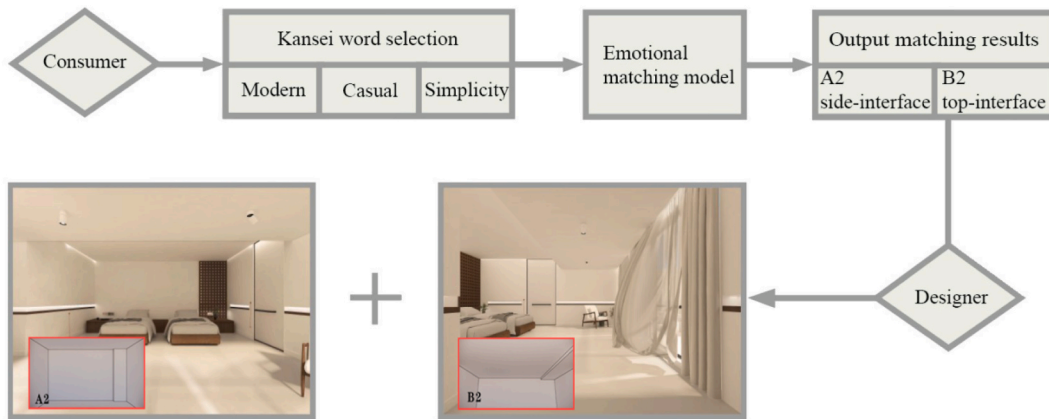 Consumer
Kansei word selection
Modern
Casual
Simplicity
Emotional
matching model
Output matching results
A2
side-interface
B2
top-interface
Designer
A2
B2